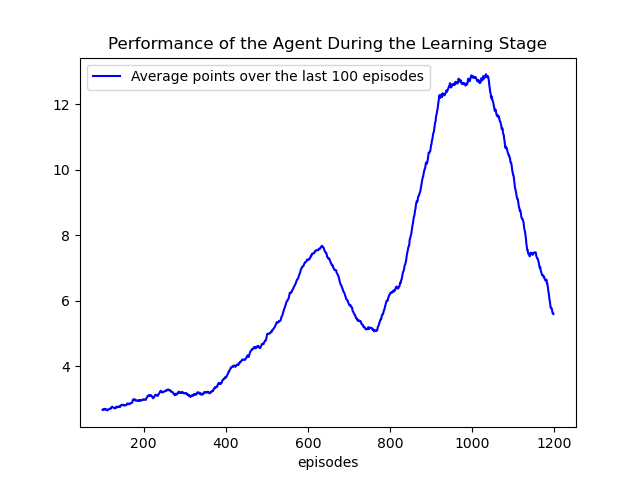 Performance of the Agent During the Learning Stage
Average points over the last 100 episodes
12
10
8
6
4
200 400 600 800 1000 1200
episodes